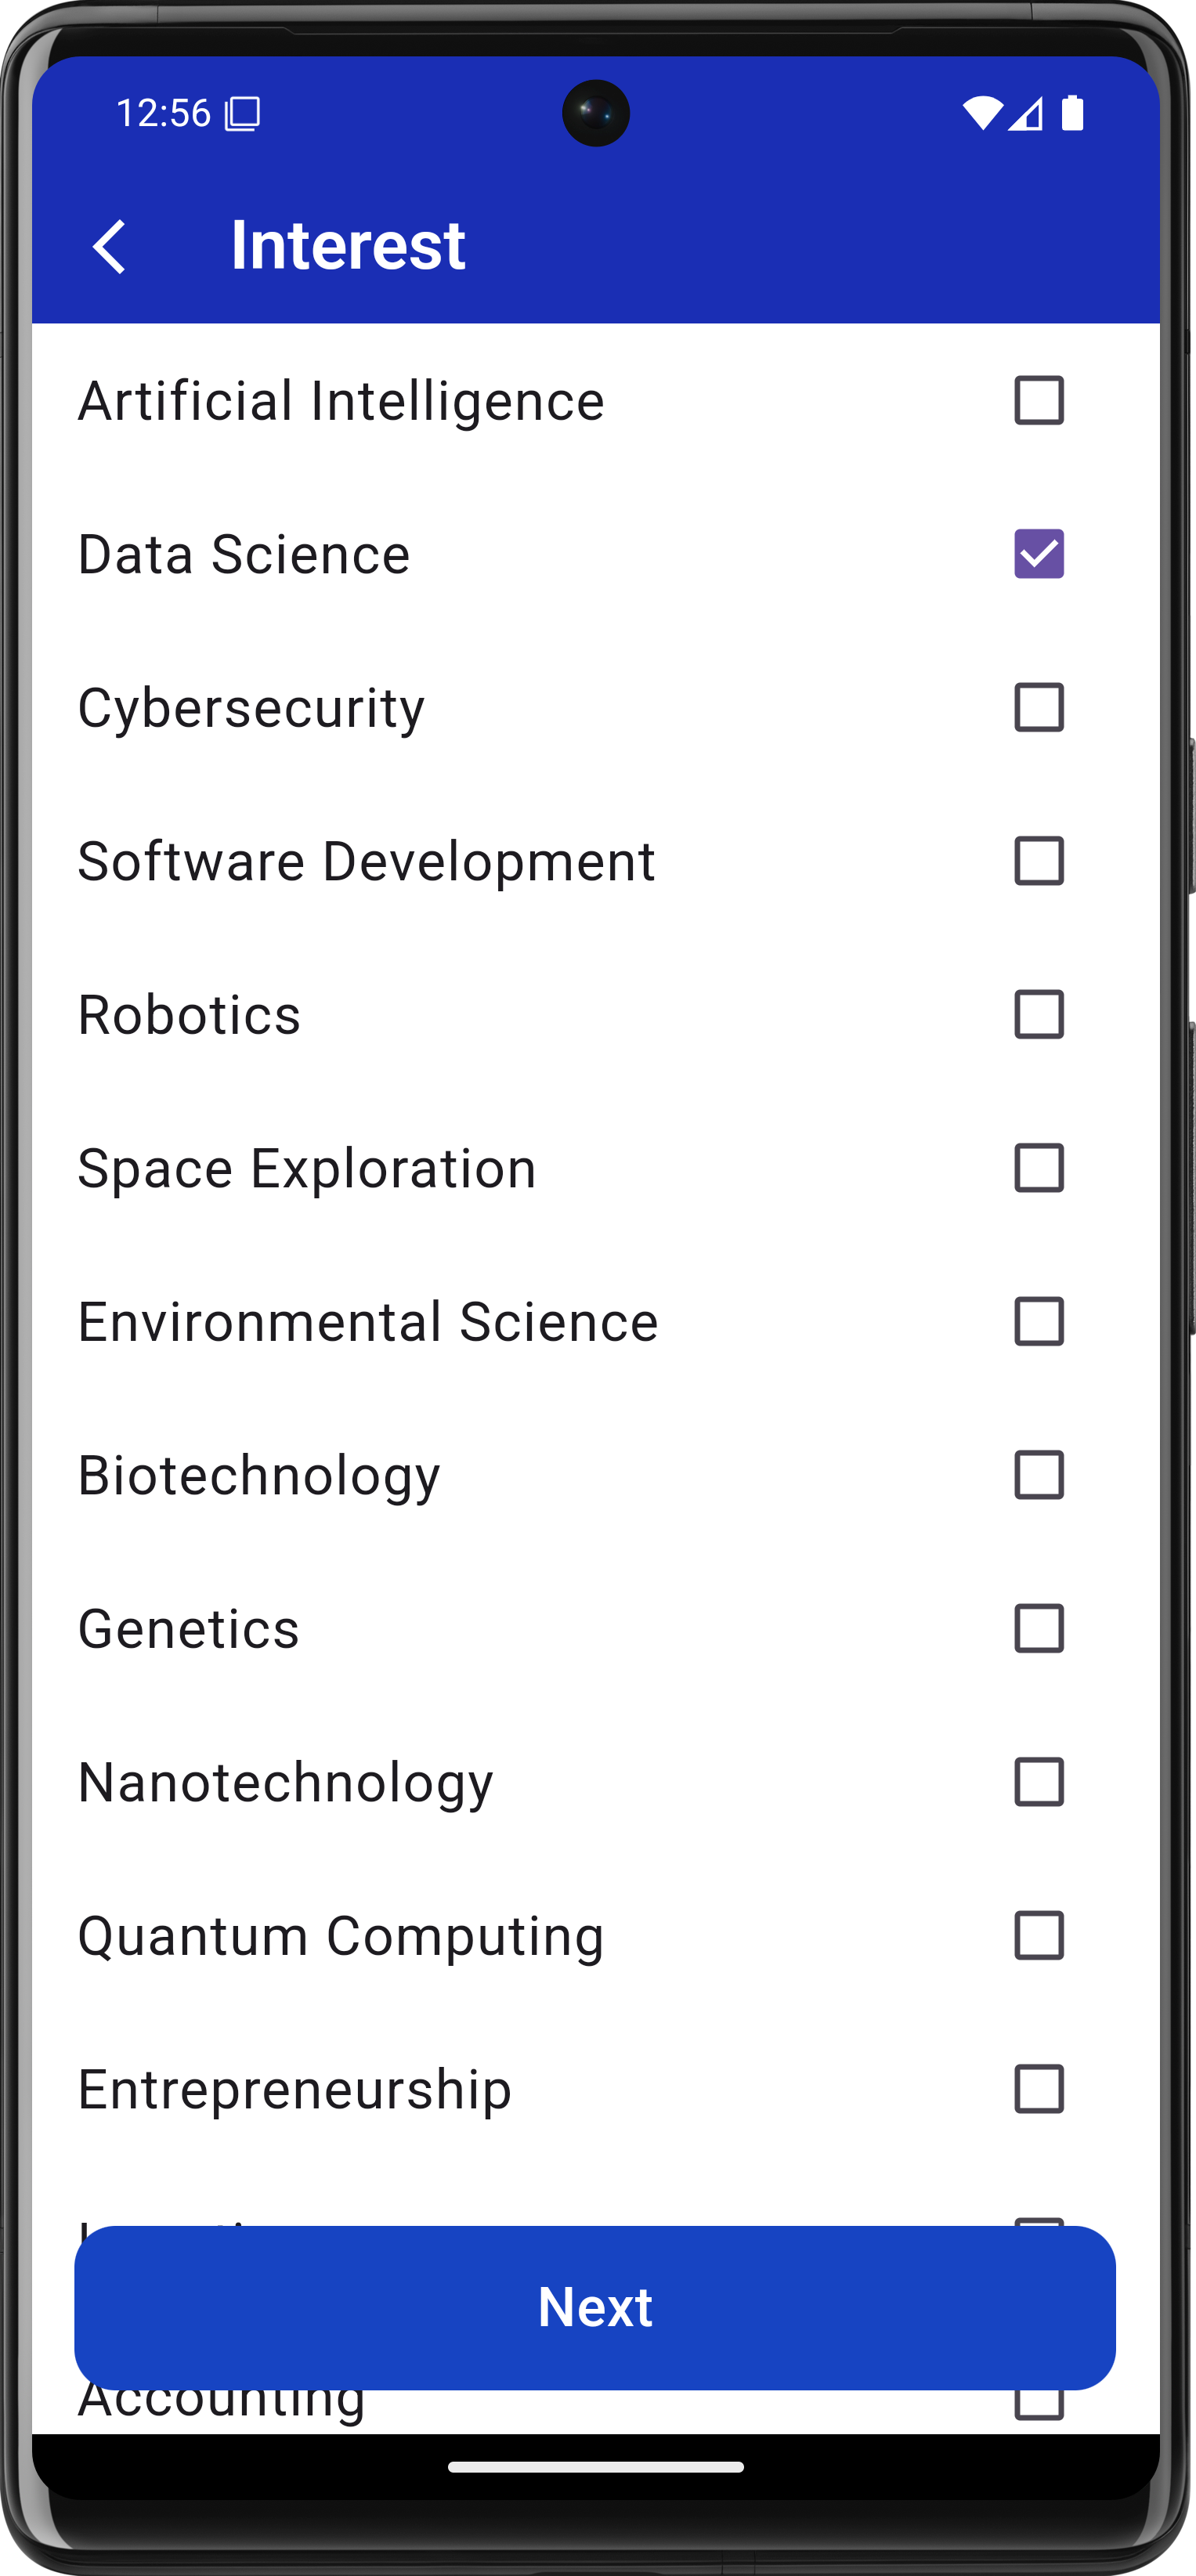 12:56
Interest
Artificial Intelligence
Data Science
Cybersecurity
Software Development
Robotics
Space Exploration
Environmental Science
Biotechnology
Genetics
Nanotechnology
Quantum Computing
Entrepreneurship
Next
Accounting